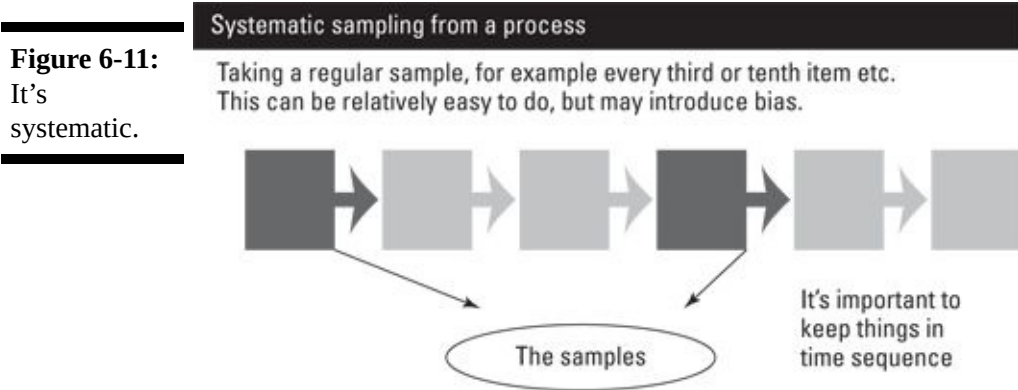 Figure 6-11:
It’s
systematic.
Systematic sampling from a process
Taking a regular sample, for example every third or tenth item etc.
This can be relatively easy to do, but may introduce bias.
The samples
It's important to
keep things in
time sequence